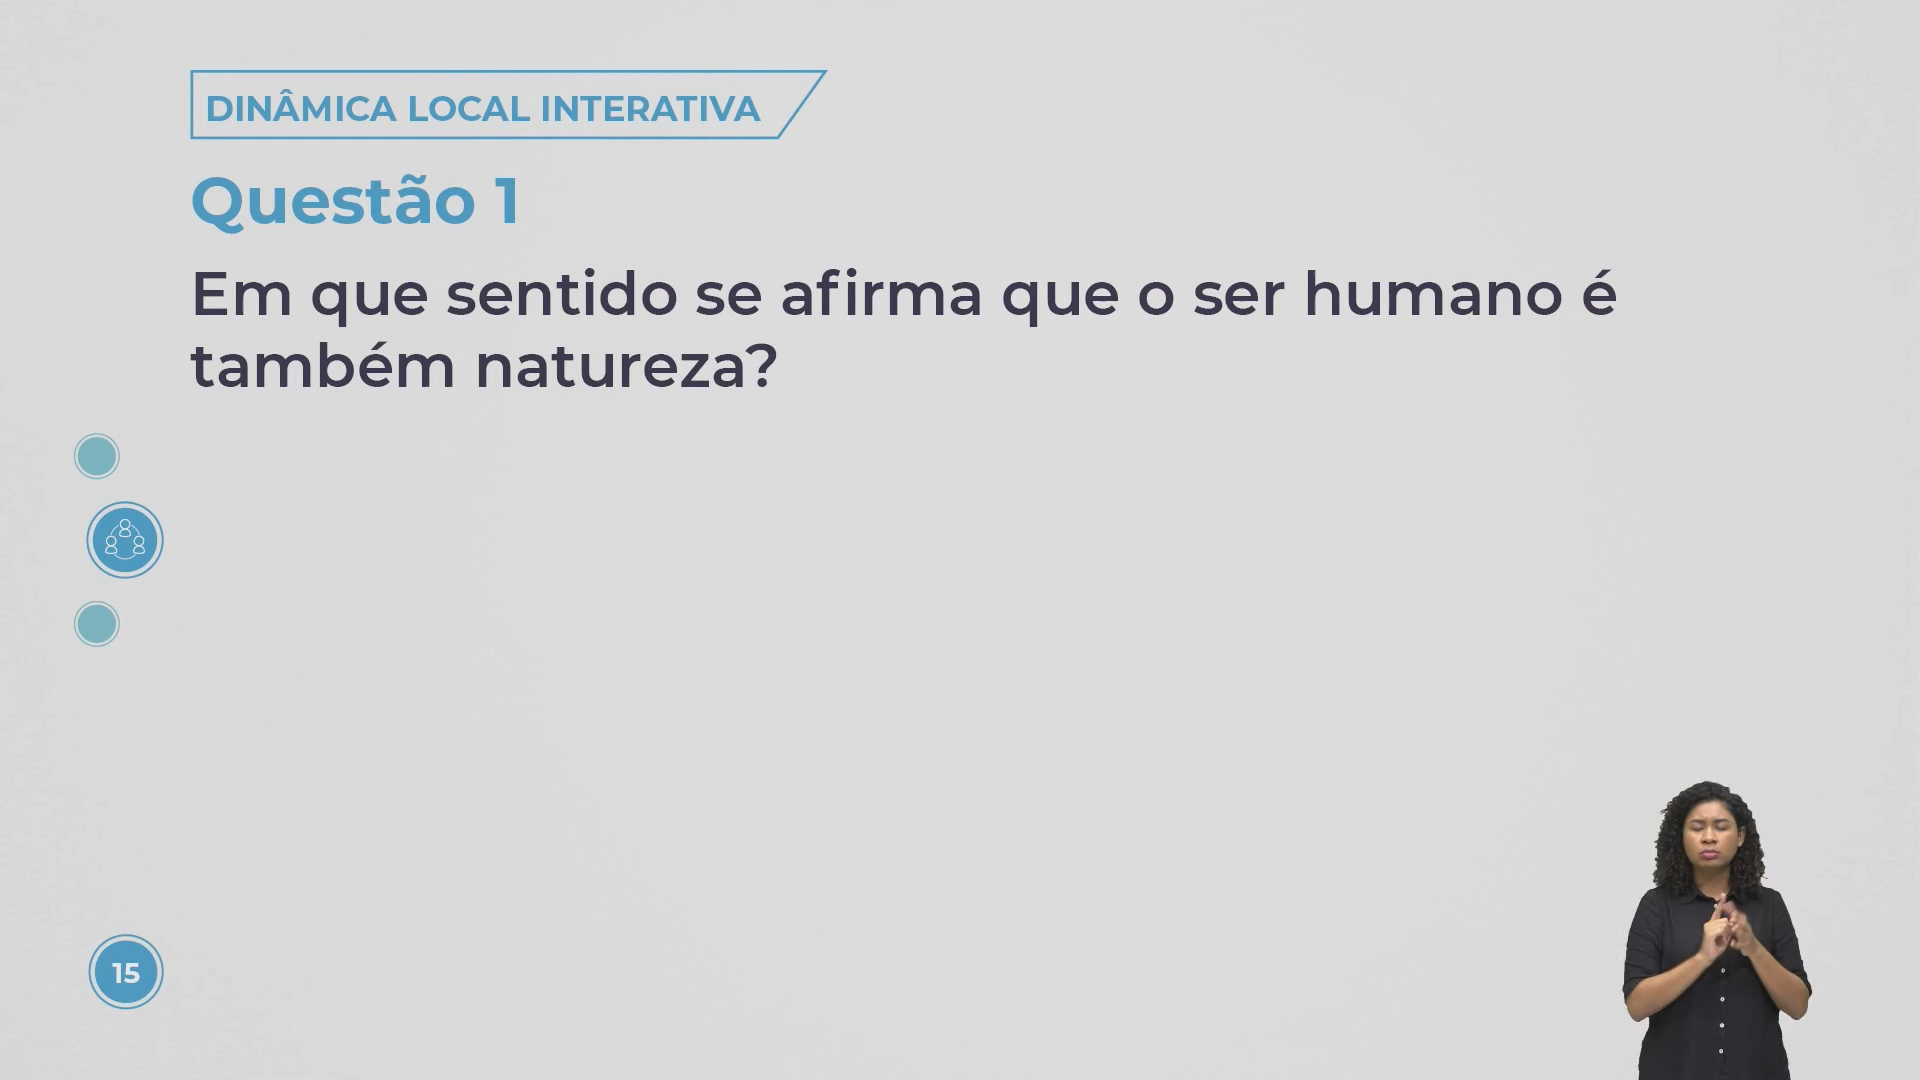 DINÂMICA LOCAL INTERATIVA
Questão 1
Em que sentido se afirma que o ser humano é
também natureza?
15